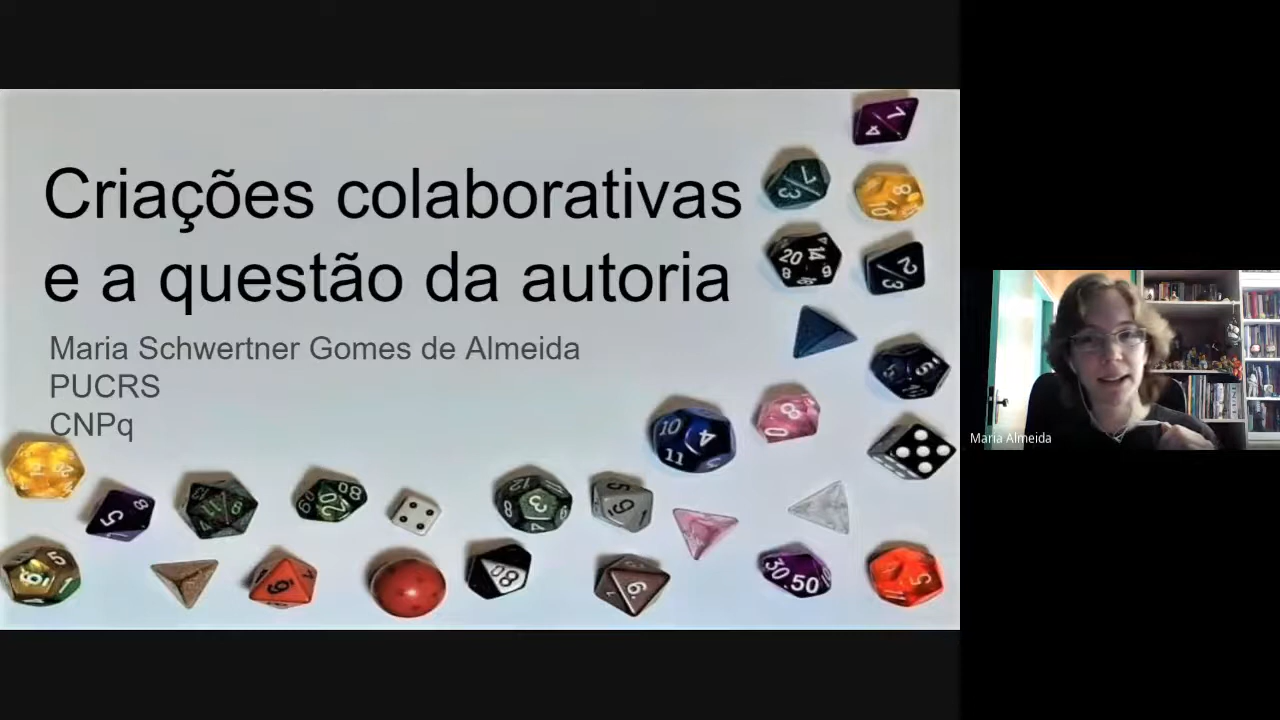 Criações colaborativas
e a questão da autoria
Maria Schwertner Gomes de Almeida
PUCRS
CNPq
Maria Almeida